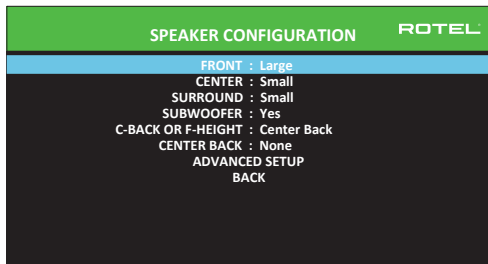 SPEAKER CONFIGURATION ROTEL
FRONT : Large
CENTER : Small
SURROUND : Small
SUBWOOFER : Yes
C-BACK OR F-HEIGHT : Center Back
CENTER BACK : None
ADVANCED SETUP
BACK